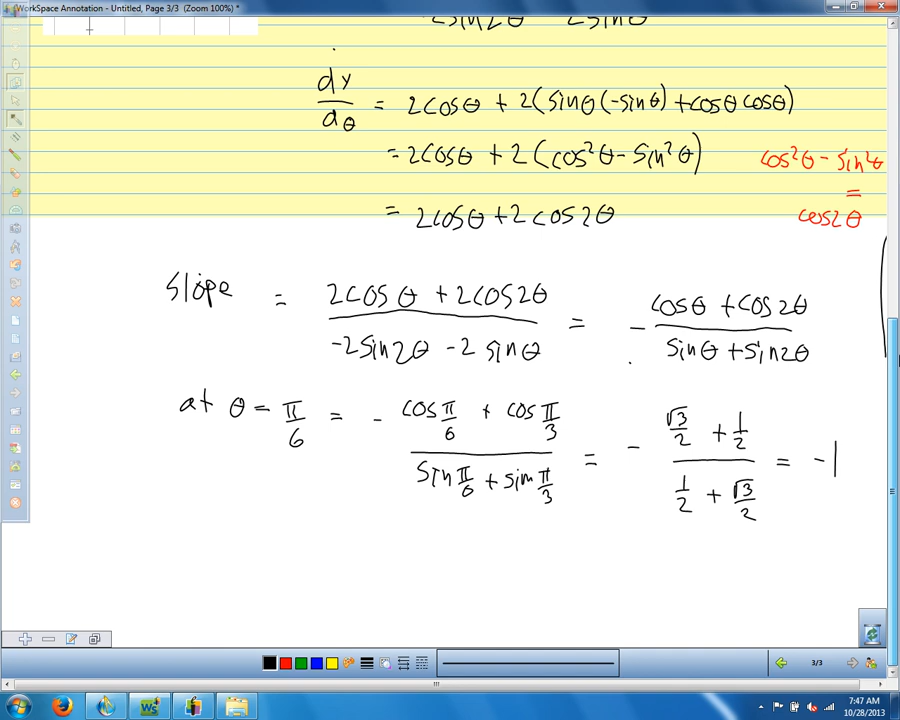 WorkSpace Annotation - Untitled, Page 3/3 (Zoom 100%) *
-2sin2θ - 2sinθ
dy/dθ = 2cosθ + 2(sinθ(-sinθ) + cosθ cosθ)
= 2cosθ + 2(cos²θ - sin²θ)
cos²θ - sin²θ
=
cos2θ
= 2cosθ + 2cos2θ
slope = (2cosθ + 2cos2θ)/(-2sin2θ - 2sinθ) = - (cosθ + cos2θ)/(sinθ + sin2θ)
at θ = π/6 = - (cos π/6 + cos π/3)/(sin π/6 + sin π/3) = - (√3/2 + 1/2)/(1/2 + √3/2) = -1
3/3
7:47 AM
10/28/2013